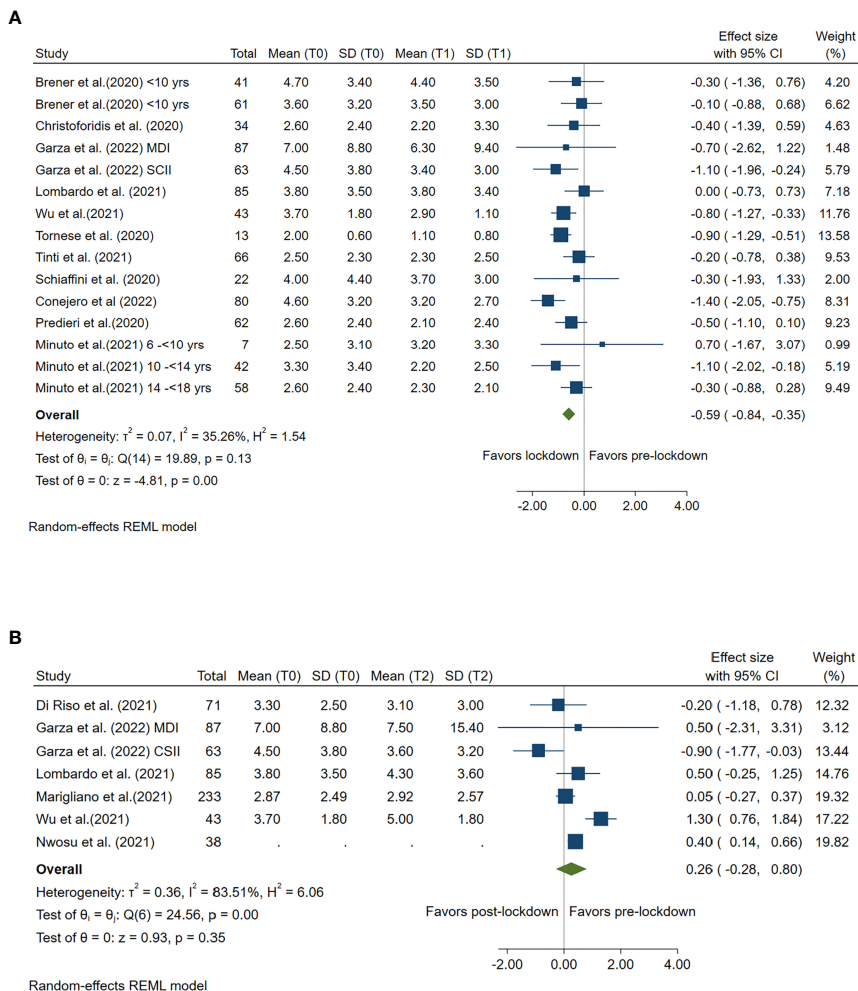 A
Effect size Weight
Study Total Mean (T0) SD (T0) Mean (T1) SD (T1) with 95% CI (%)
Brener et al.(2020) <10 yrs 41 4.70 3.40 4.40 3.50 -0.30 ( -1.36, 0.76) 4.20
Brener et al.(2020) <10 yrs 61 3.60 3.20 3.50 3.00 -0.10 ( -0.88, 0.68) 6.62
Christoforidis et al. (2020) 34 2.60 2.40 2.20 3.30 -0.40 ( -1.39, 0.59) 4.63
Garza et al. (2022) MDI 87 7.00 8.80 6.30 9.40 -0.70 ( -2.62, 1.22) 1.48
Garza et al. (2022) SCII 63 4.50 3.80 3.40 3.00 -1.10 ( -1.96, -0.24) 5.79
Lombardo et al. (2021) 85 3.80 3.50 3.80 3.40 0.00 ( -0.73, 0.73) 7.18
Wu et al.(2021) 43 3.70 1.80 2.90 1.10 -0.80 ( -1.27, -0.33) 11.76
Tornese et al. (2020) 13 2.00 0.60 1.10 0.80 -0.90 ( -1.29, -0.51) 13.58
Tinti et al. (2021) 66 2.50 2.30 2.30 2.50 -0.20 ( -0.78, 0.38) 9.53
Schiaffini et al. (2020) 22 4.00 4.40 3.70 3.00 -0.30 ( -1.93, 1.33) 2.00
Conejero et al (2022) 80 4.60 3.20 3.20 2.70 -1.40 ( -2.05, -0.75) 8.31
Predieri et al.(2020) 62 2.60 2.40 2.10 2.40 -0.50 ( -1.10, 0.10) 9.23
Minuto et al.(2021) 6 -<10 yrs 7 2.50 3.10 3.20 3.30 0.70 ( -1.67, 3.07) 0.99
Minuto et al.(2021) 10 -<14 yrs 42 3.30 3.40 2.20 2.50 -1.10 ( -2.02, -0.18) 5.19
Minuto et al.(2021) 14 -<18 yrs 58 2.60 2.40 2.30 2.10 -0.30 ( -0.88, 0.28) 9.49
Overall -0.59 ( -0.84, -0.35)
Heterogeneity: τ² = 0.07, I² = 35.26%, H² = 1.54
Test of θᵢ = θⱼ: Q(14) = 19.89, p = 0.13
Favors lockdown Favors pre-lockdown
Test of θ = 0: z = -4.81, p = 0.00
-2.00 0.00 2.00 4.00
Random-effects REML model
B
Effect size Weight
Study Total Mean (T0) SD (T0) Mean (T2) SD (T2) with 95% CI (%)
Di Riso et al. (2021) 71 3.30 2.50 3.10 3.00 -0.20 ( -1.18, 0.78) 12.32
Garza et al. (2022) MDI 87 7.00 8.80 7.50 15.40 0.50 ( -2.31, 3.31) 3.12
Garza et al. (2022) CSII 63 4.50 3.80 3.60 3.20 -0.90 ( -1.77, -0.03) 13.44
Lombardo et al. (2021) 85 3.80 3.50 4.30 3.60 0.50 ( -0.25, 1.25) 14.76
Marigliano et al.(2021) 233 2.87 2.49 2.92 2.57 0.05 ( -0.27, 0.37) 19.32
Wu et al.(2021) 43 3.70 1.80 5.00 1.80 1.30 ( 0.76, 1.84) 17.22
Nwosu et al. (2021) 38 . . . . 0.40 ( 0.14, 0.66) 19.82
Overall 0.26 ( -0.28, 0.80)
Heterogeneity: τ² = 0.36, I² = 83.51%, H² = 6.06
Test of θᵢ = θⱼ: Q(6) = 24.56, p = 0.00
Favors post-lockdown Favors pre-lockdown
Test of θ = 0: z = 0.93, p = 0.35
-2.00 0.00 +2.00 4.00
Random-effects REML model